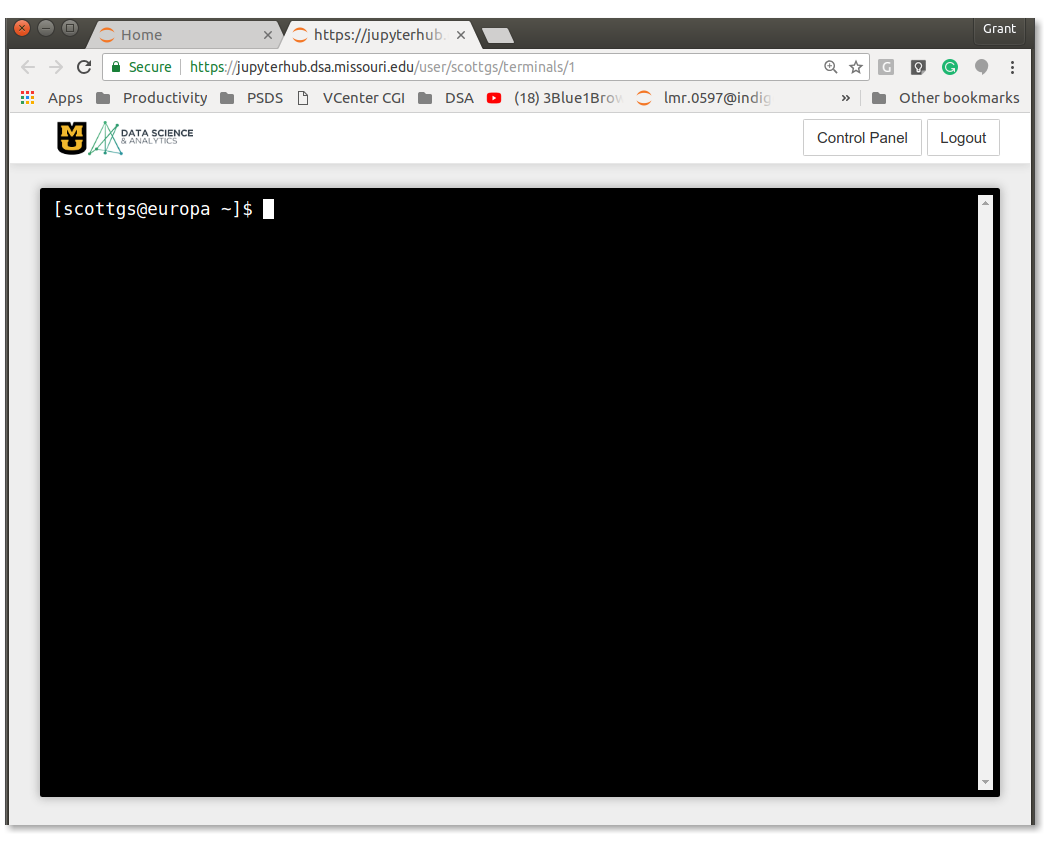 Grant
Home
https://jupyterhub.
Secure
https://jupyterhub.dsa.missouri.edu/user/scottgs/terminals/1
Apps Productivity PSDS VCenter CGI DSA (18) 3Blue1Brow lmr.0597@indig » Other bookmarks
MU DATA SCIENCE
& ANALYTICS
Control Panel
Logout
[scottgs@europa ~]$